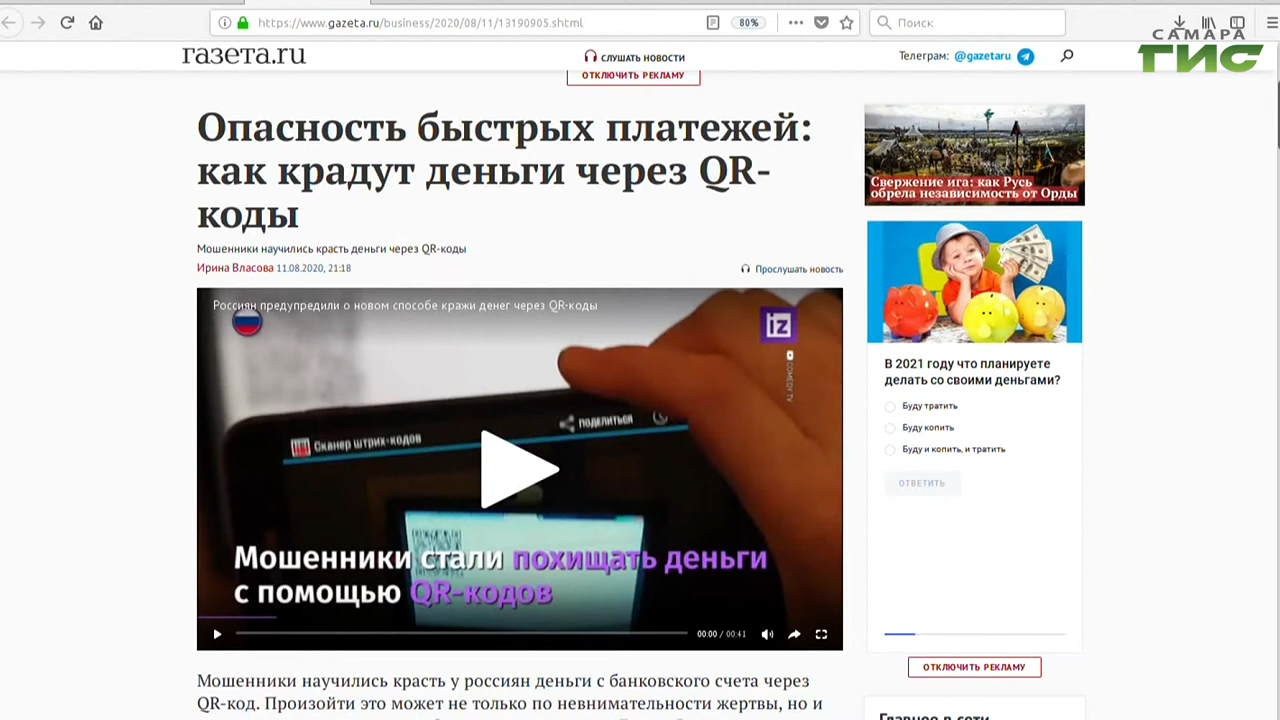 https://www.gazeta.ru/business/2020/08/11/13190905.shtml
80%
Поиск
САМАРА
ГИС
газета.ru
СЛУШАТЬ НОВОСТИ
Телеграм: @gazetaru
ОТКЛЮЧИТЬ РЕКЛАМУ
Опасность быстрых платежей:
как крадут деньги через QR-
коды
Мошенники научились красть деньги через QR-коды
Ирина Власова 11.08.2020, 21:18
Прослушать новость
Россиян предупредили о новом способе кражи денег через QR-коды
iz
COMEDY TV
поделиться
Сканер штрих-кодов
Мошенники стали похищать деньги
с помощью QR-кодов
00:00 / 00:41
Мошенники научились красть у россиян деньги с банковского счета через
QR-код. Произойти это может не только по невнимательности жертвы, но и
Свержение ига: как Русь
обрела независимость от Орды
В 2021 году что планируете
делать со своими деньгами?
Буду тратить
Буду копить
Буду и копить, и тратить
ОТВЕТИТЬ
ОТКЛЮЧИТЬ РЕКЛАМУ
Главное в сети